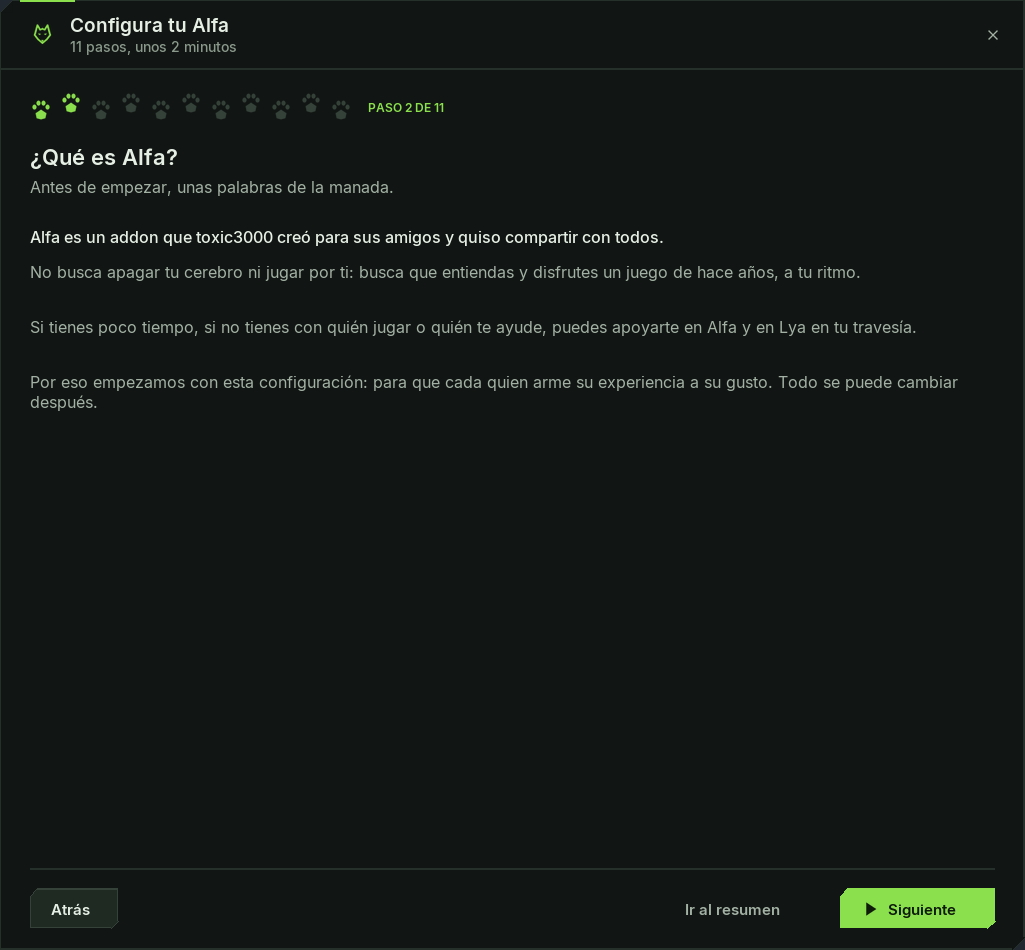 Configura tu Alfa
11 pasos, unos 2 minutos
PASO 2 DE 11
¿Qué es Alfa?
Antes de empezar, unas palabras de la manada.
Alfa es un addon que toxic3000 creó para sus amigos y quiso compartir con todos.
No busca apagar tu cerebro ni jugar por ti: busca que entiendas y disfrutes un juego de hace años, a tu ritmo.
Si tienes poco tiempo, si no tienes con quién jugar o quién te ayude, puedes apoyarte en Alfa y en Lya en tu travesía.
Por eso empezamos con esta configuración: para que cada quien arme su experiencia a su gusto. Todo se puede cambiar
después.
Atrás
Ir al resumen
Siguiente